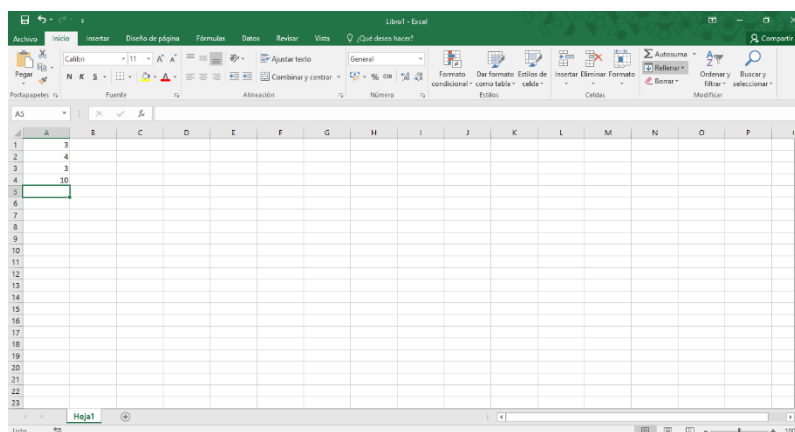 Libro1 - Excel
Archivo Inicio Insertar Diseño de página Fórmulas Datos Revisar Vista ¿Qué desea hacer? Compartir
Pegar
Calibri 11
N K S
Ajustar texto
Combinar y centrar
General
% 000
Formato condicional
Dar formato como tabla
Estilos de celda
Insertar Eliminar Formato
Autosuma
Rellenar
Borrar
Ordenar y filtrar
Buscar y seleccionar
Portapapeles Fuente Alineación Número Estilos Celdas Modificar
A5 fx
A B C D E F G H I J K L M N O P
1 3
2 4
3 3
4 10
5
6
7
8
9
10
11
12
13
14
15
16
17
18
19
20
21
22
23
Hoja1
Listo 100